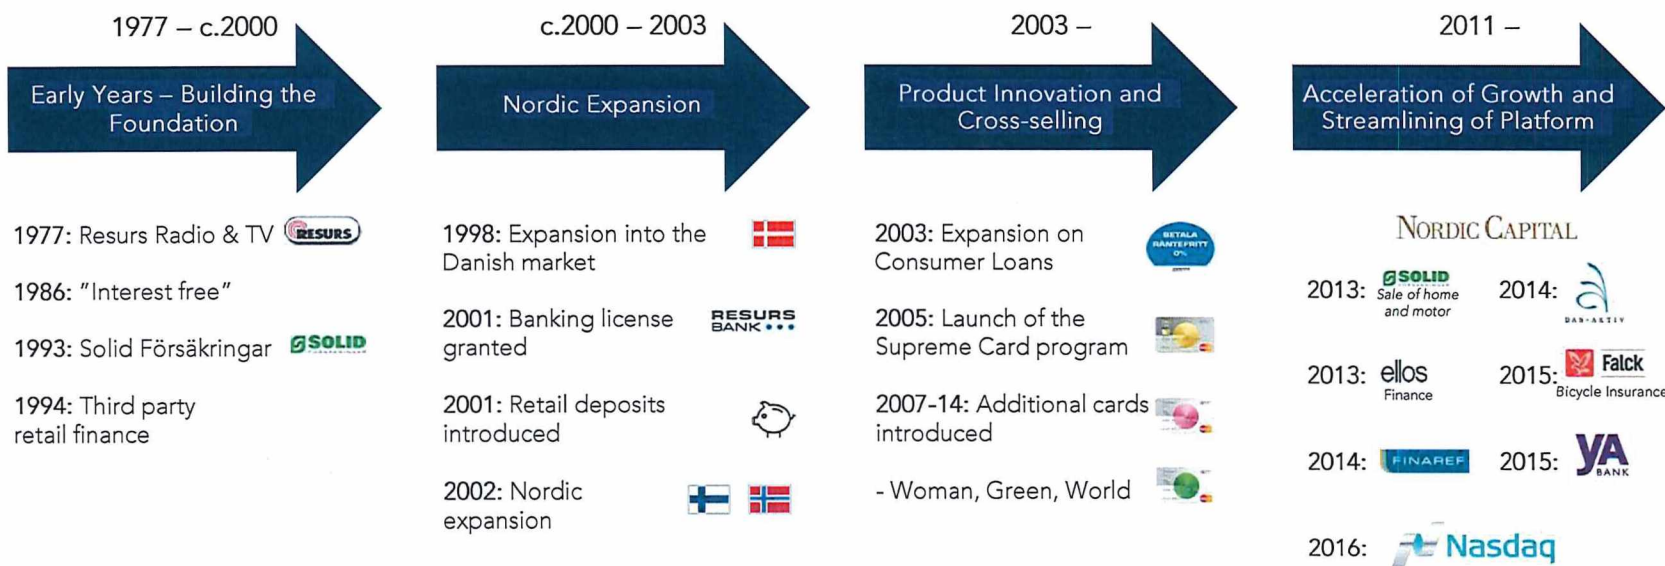 1977 – c.2000
Early Years – Building the
Foundation
1977: Resurs Radio & TV
RESURS
1986: "Interest free"
1993: Solid Försäkringar
SOLID
1994: Third party
retail finance
c.2000 – 2003
Nordic Expansion
1998: Expansion into the
Danish market
2001: Banking license
granted
RESURS
BANK
2001: Retail deposits
introduced
2002: Nordic
expansion
2003 –
Product Innovation and
Cross-selling
2003: Expansion on
Consumer Loans
BETALA
RÄNTEFRITT
0%
2005: Launch of the
Supreme Card program
2007-14: Additional cards
introduced
- Woman, Green, World
2011 –
Acceleration of Growth and
Streamlining of Platform
NORDIC CAPITAL
2013:
SOLID
Sale of home
and motor
2014:
DAN-AKTIV
2013:
ellos
Finance
2015:
Falck
Bicycle Insurance
2014:
FINAREF
2015:
yA
BANK
2016:
Nasdaq